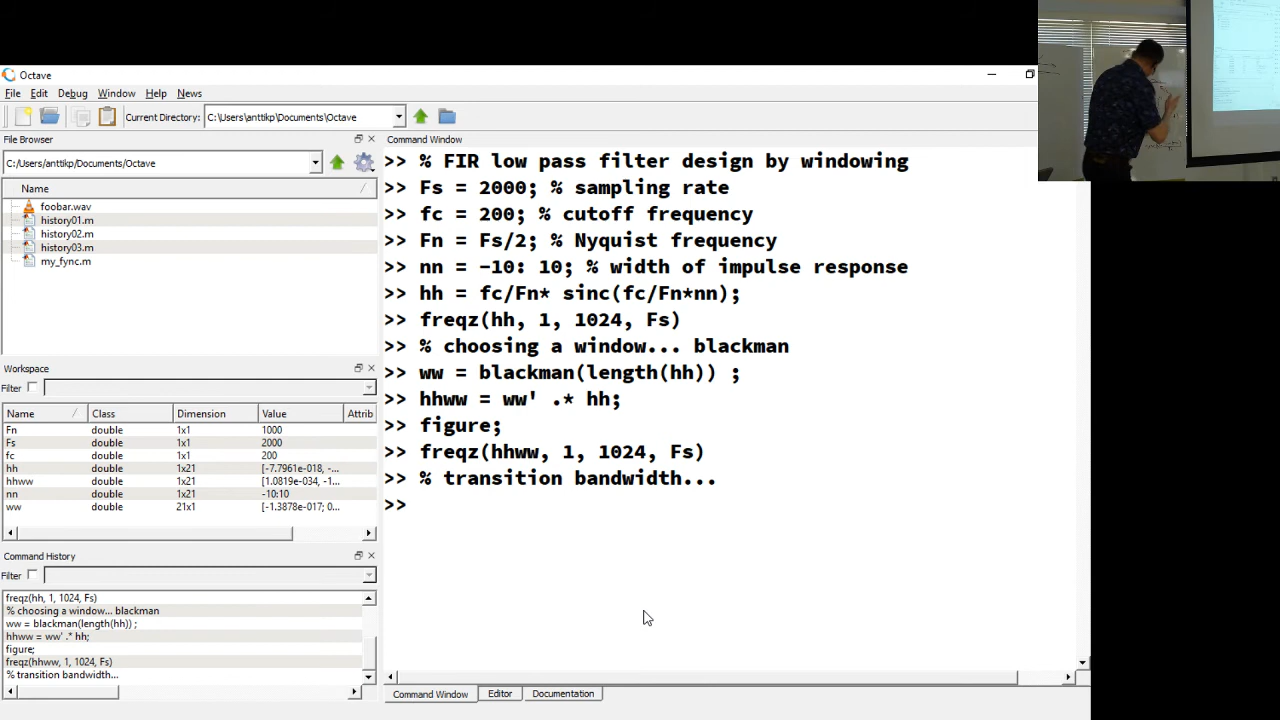 Octave
File Edit Debug Window Help News
Current Directory: C:\Users\anttikp\Documents\Octave
File Browser
C:/Users/anttikp/Documents/Octave
Name
foobar.wav
history01.m
history02.m
history03.m
my_fync.m
Workspace
Filter
Name Class Dimension Value Attrib
Fn double 1x1 1000
Fs double 1x1 2000
fc double 1x1 200
hh double 1x21 [-7.7961e-018, -...
hhww double 1x21 [1.0819e-034, -1...
nn double 1x21 -10:10
ww double 21x1 [-1.3878e-017; 0...
Command History
Filter
freqz(hh, 1, 1024, Fs)
% choosing a window... blackman
ww = blackman(length(hh)) ;
hhww = ww' .* hh;
figure;
freqz(hhww, 1, 1024, Fs)
% transition bandwidth...
Command Window
>> % FIR low pass filter design by windowing
>> Fs = 2000; % sampling rate
>> fc = 200; % cutoff frequency
>> Fn = Fs/2; % Nyquist frequency
>> nn = -10: 10; % width of impulse response
>> hh = fc/Fn* sinc(fc/Fn*nn);
>> freqz(hh, 1, 1024, Fs)
>> % choosing a window... blackman
>> ww = blackman(length(hh)) ;
>> hhww = ww' .* hh;
>> figure;
>> freqz(hhww, 1, 1024, Fs)
>> % transition bandwidth...
>>
Command Window Editor Documentation